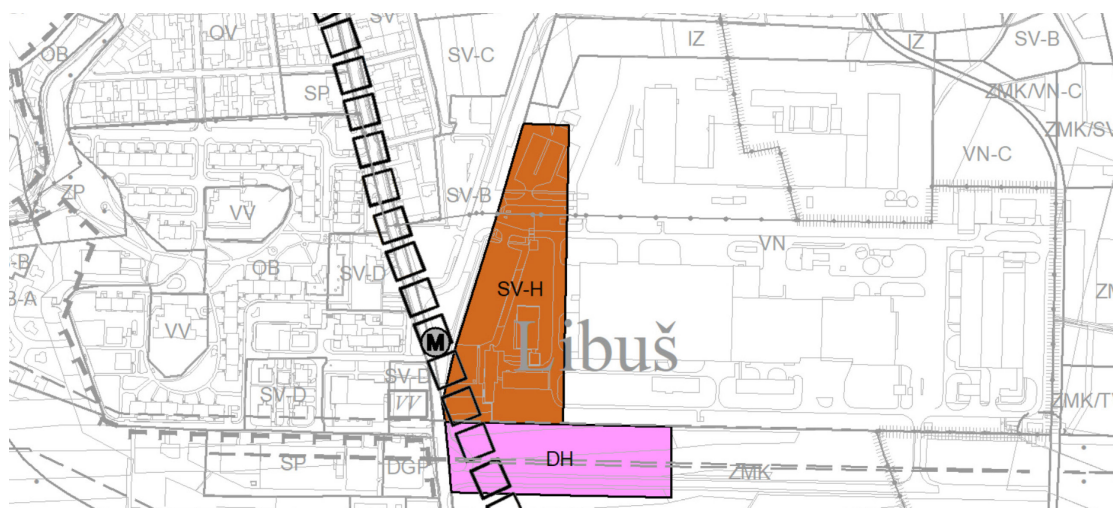 SV
OV
OB
SV-C
IZ
IZ
SV-B
SP
ZMK/VN-C
ZMK/SV
VN-C
ZP
VV
SV-B
VN
OB
SV-D
-B
B-A
SV-H
VV
M
Libuš
SV-D
SV-D
VV
ZMK/T
SP
DGP
DH
ZMK